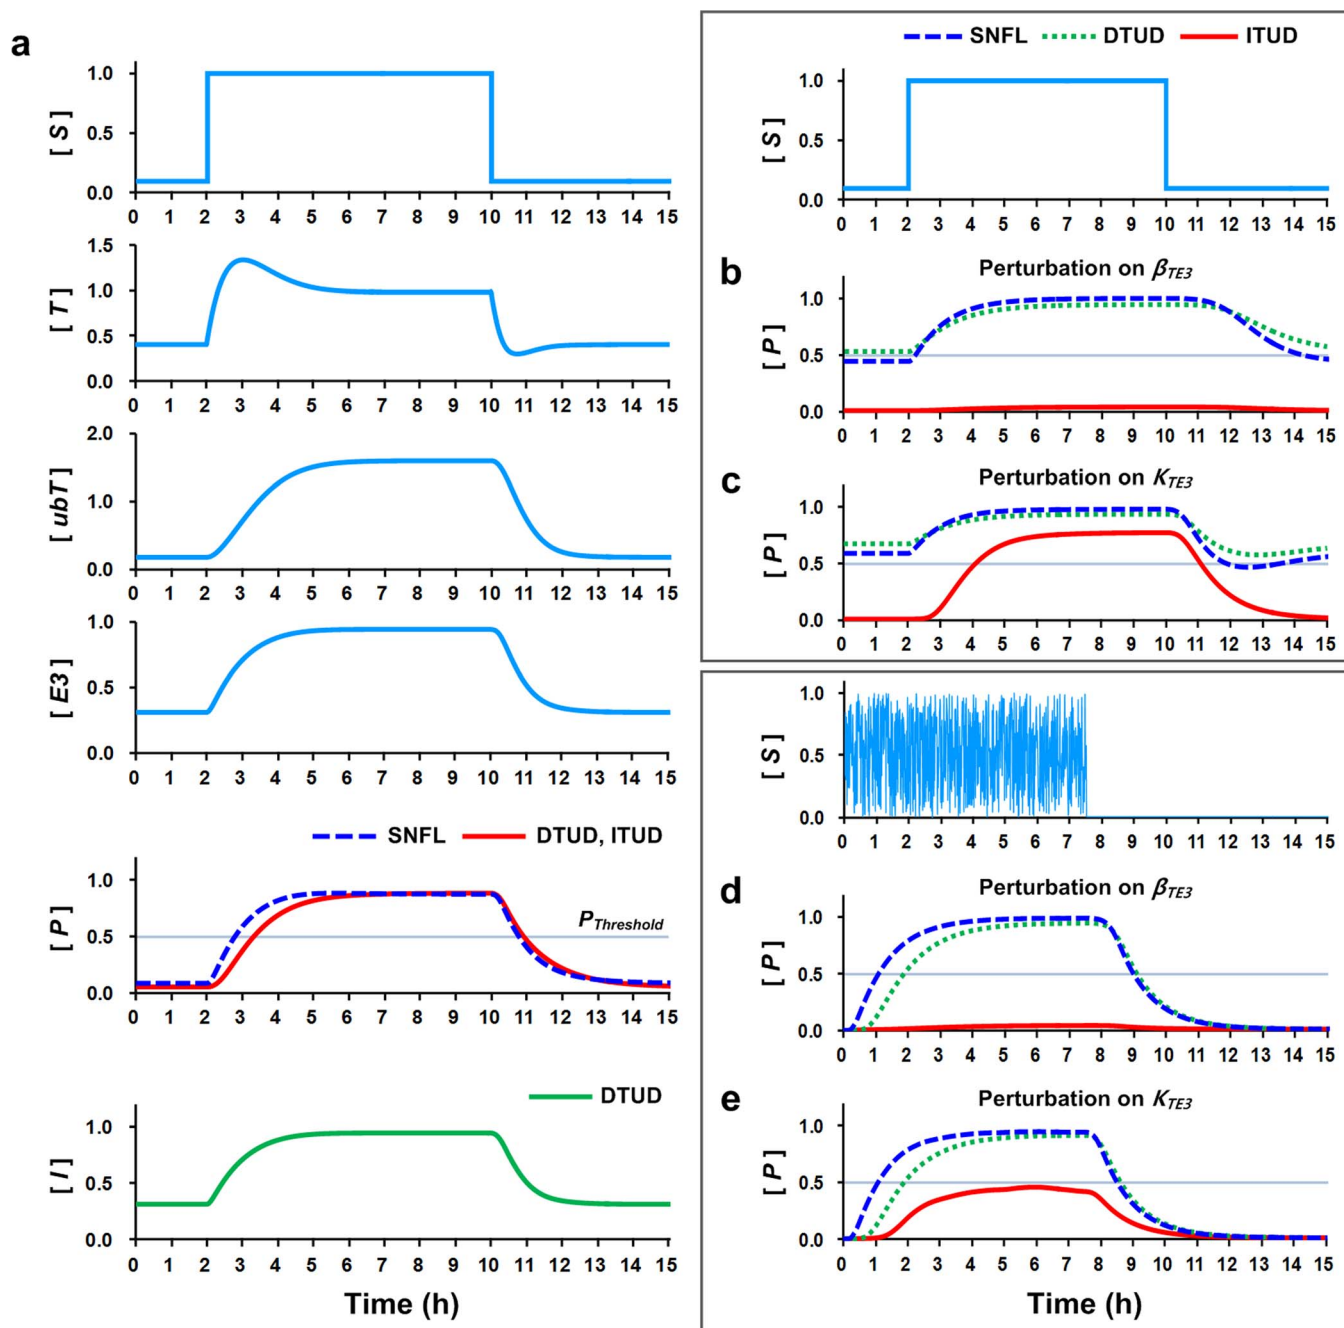 a
[ S ]
1.0
0.5
0.0
0 1 2 3 4 5 6 7 8 9 10 11 12 13 14 15
[ T ]
1.5
1.0
0.5
0.0
0 1 2 3 4 5 6 7 8 9 10 11 12 13 14 15
[ ubT ]
2.0
1.0
0.0
0 1 2 3 4 5 6 7 8 9 10 11 12 13 14 15
[ E3 ]
1.0
0.5
0.0
0 1 2 3 4 5 6 7 8 9 10 11 12 13 14 15
SNFL DTUD, ITUD
[ P ]
1.0
0.5
0.0
P Threshold
0 1 2 3 4 5 6 7 8 9 10 11 12 13 14 15
DTUD
[ I ]
1.0
0.5
0.0
0 1 2 3 4 5 6 7 8 9 10 11 12 13 14 15
Time (h)
SNFL DTUD ITUD
[ S ]
1.0
0.5
0.0
0 1 2 3 4 5 6 7 8 9 10 11 12 13 14 15
b
Perturbation on βTE3
[ P ]
1.0
0.5
0.0
0 1 2 3 4 5 6 7 8 9 10 11 12 13 14 15
c
Perturbation on KTE3
[ P ]
1.0
0.5
0.0
0 1 2 3 4 5 6 7 8 9 10 11 12 13 14 15
[ S ]
1.0
0.5
0.0
0 1 2 3 4 5 6 7 8 9 10 11 12 13 14 15
d
Perturbation on βTE3
[ P ]
1.0
0.5
0.0
0 1 2 3 4 5 6 7 8 9 10 11 12 13 14 15
e
Perturbation on KTE3
[ P ]
1.0
0.5
0.0
0 1 2 3 4 5 6 7 8 9 10 11 12 13 14 15
Time (h)